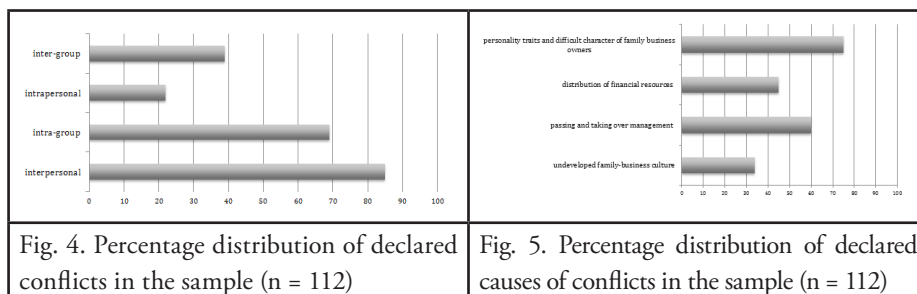 inter-group
intrapersonal
intra-group
interpersonal
0 10 20 30 40 50 60 70 80 90 100
personality traits and difficult character of family business
owners
distribution of financial resources
passing and taking over management
undeveloped family-business culture
0 10 20 30 40 50 60 70 80 90 100
Fig. 4. Percentage distribution of declared
conflicts in the sample (n = 112)
Fig. 5. Percentage distribution of declared
causes of conflicts in the sample (n = 112)